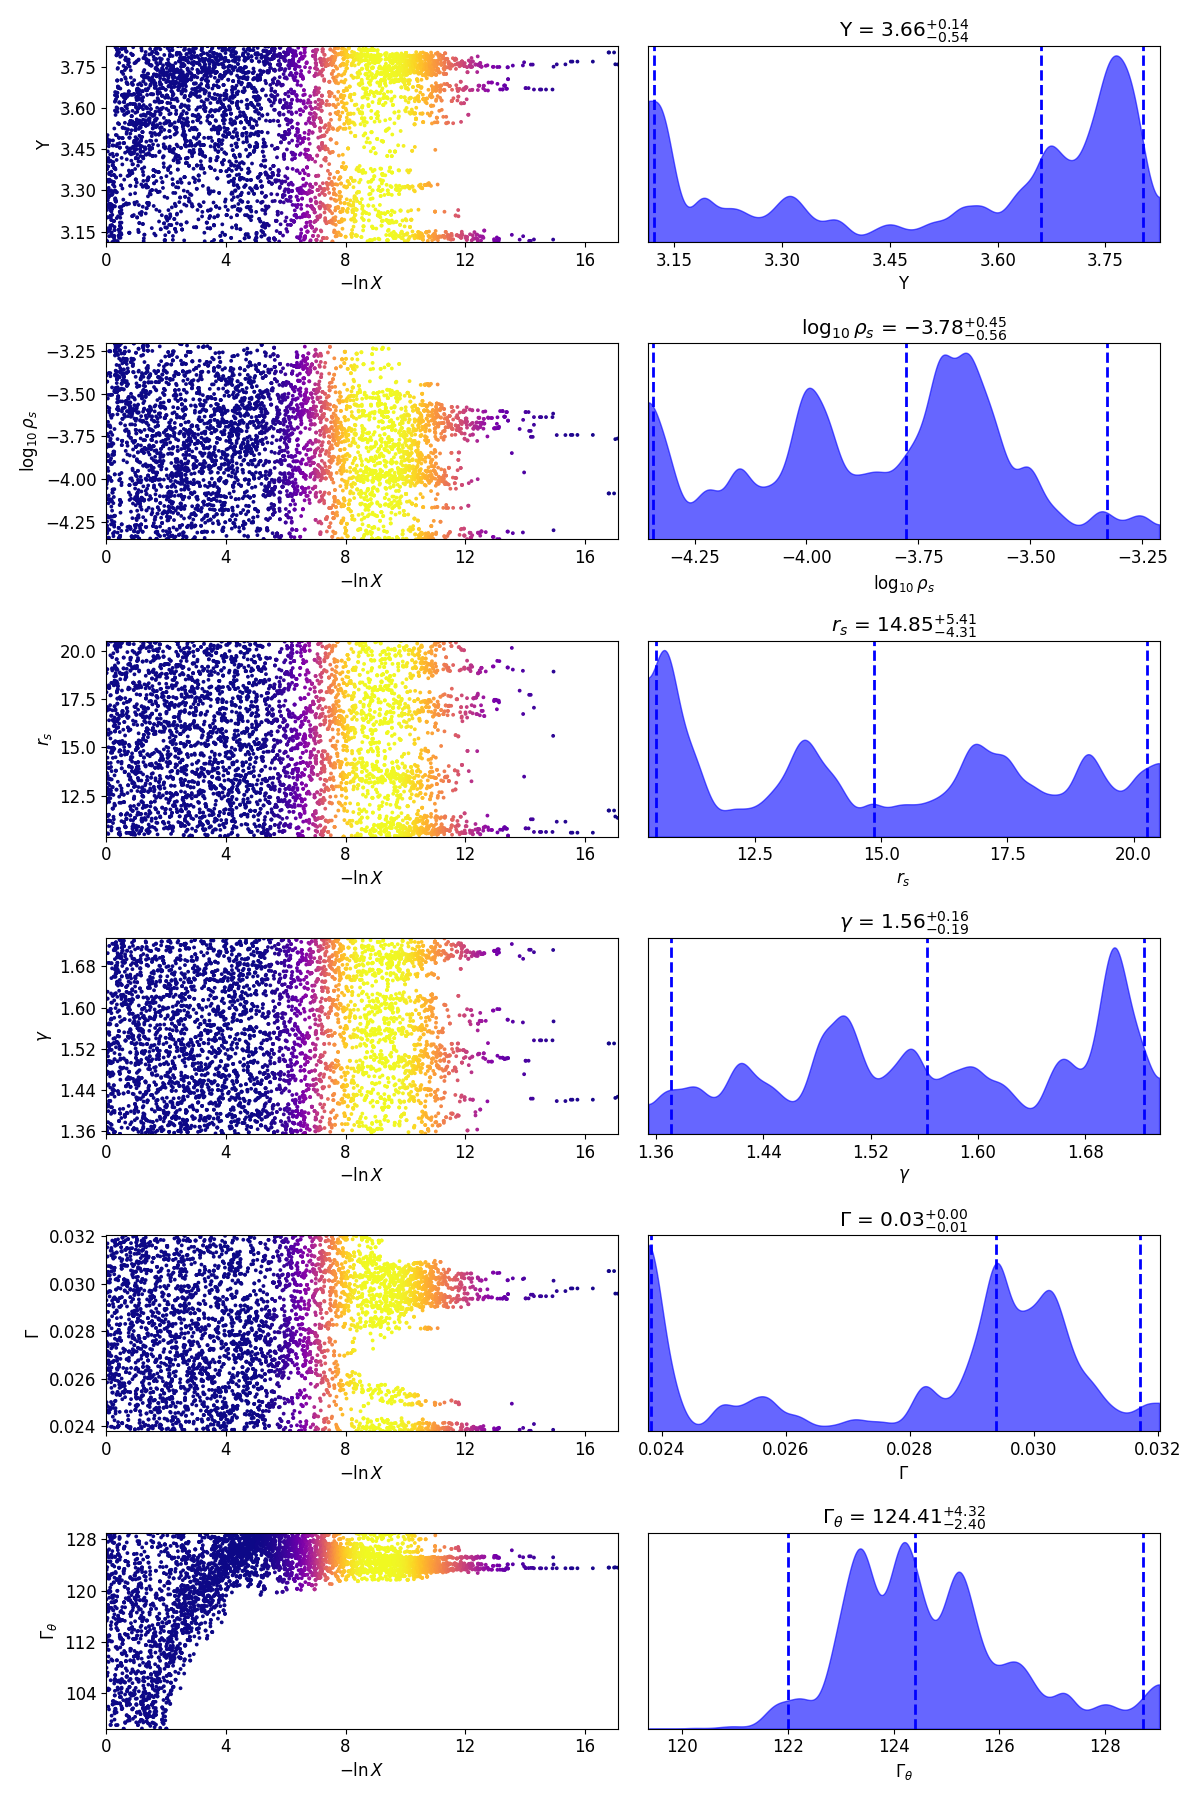 Y = 3.66^{+0.14}_{-0.54}
3.75
3.60
3.45
3.30
3.15
Y
0 4 8 12 16
−ln X
3.15 3.30 3.45 3.60 3.75
Y
log₁₀ ρₛ = −3.78^{+0.45}_{−0.56}
−3.25
−3.50
−3.75
−4.00
−4.25
log₁₀ ρₛ
0 4 8 12 16
−ln X
−4.25 −4.00 −3.75 −3.50 −3.25
log₁₀ ρₛ
rₛ = 14.85^{+5.41}_{−4.31}
20.0
17.5
15.0
12.5
rₛ
0 4 8 12 16
−ln X
12.5 15.0 17.5 20.0
rₛ
γ = 1.56^{+0.16}_{−0.19}
1.68
1.60
1.52
1.44
1.36
γ
0 4 8 12 16
−ln X
1.36 1.44 1.52 1.60 1.68
γ
Γ = 0.03^{+0.00}_{−0.01}
0.032
0.030
0.028
0.026
0.024
Γ
0 4 8 12 16
−ln X
0.024 0.026 0.028 0.030 0.032
Γ
Γ_θ = 124.41^{+4.32}_{−2.40}
128
120
112
104
Γ_θ
0 4 8 12 16
−ln X
120 122 124 126 128
Γ_θ